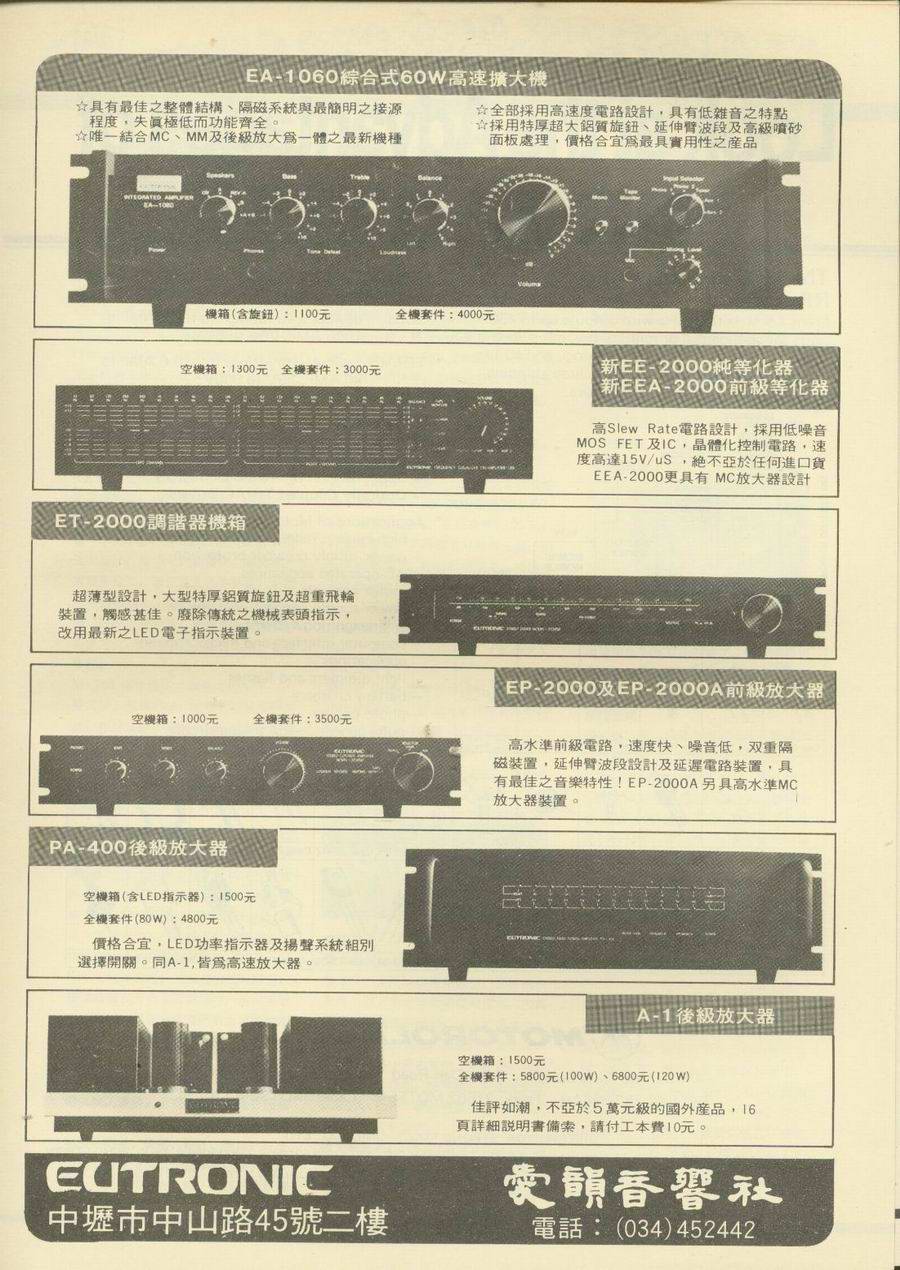 EA-1060綜合式60W高速擴大機
☆具有最佳之整體結構、隔磁系統與最簡明之接源
程度，失眞極低而功能齊全。
☆唯一結合MC、MM及後級放大爲一體之最新機種
☆全部採用高速度電路設計，具有低雜音之特點
☆採用特厚超大鋁質旋鈕、延伸臂波段及高級噴砂
面板處理，價格合宜爲最具實用性之産品
INTEGRATED AMPLIFIER
EA-1060
Speakers
Bass
Treble
Balance
Left
Right
Power
Phones
Tone Defeat
Loudness
dB
Volume
Mono
Tape
Monitor
Input Selector
Mic
Mixing Level
機箱(含旋鈕)：1100元
全機套件：4000元
空機箱：1300元 全機套件：3000元
新EE-2000純等化器
新EEA-2000前級等化器
高Slew Rate電路設計，採用低噪音
MOS FET及IC，晶體化控制電路，速
度高達15V/uS ，絶不亞於任何進口貨
EEA-2000更具有 MC放大器設計
ET-2000調諧器機箱
超薄型設計，大型特厚鋁質旋鈕及超重飛輪
裝置，觸感甚佳。廢除傳統之機械表頭指示，
改用最新之LED電子指示裝置。
EUTRONIC
EP-2000及EP-2000A前級放大器
空機箱：1000元 全機套件：3500元
EUTRONIC
高水準前級電路，速度快、噪音低，双重隔
磁裝置，延伸臂波段設計及延遲電路裝置，具
有最佳之音樂特性！EP-2000A 另具高水準MC
放大器裝置。
PA-400後級放大器
空機箱(含LED指示器)：1500元
全機套件(80W)：4800元
價格合宜，LED功率指示器及揚聲系統組別
選擇開關。同A-1,皆爲高速放大器。
EUTRONIC
A-1後級放大器
空機箱：1500元
全機套件：5800元(100W)、6800元(120W)
佳評如潮，不亞於５萬元級的國外産品，16
頁詳細説明書備索，請付工本費10元。
EUTRONIC
EUTRONIC
中壢市中山路45號二樓
愛韻音響社
電話：(034)452442